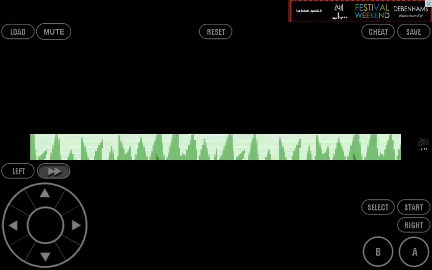 FESTIVAL
WEEKEND
DEBENHAMS
LOAD
MUTE
RESET
CHEAT
SAVE
LEFT
SELECT
START
RIGHT
B
A